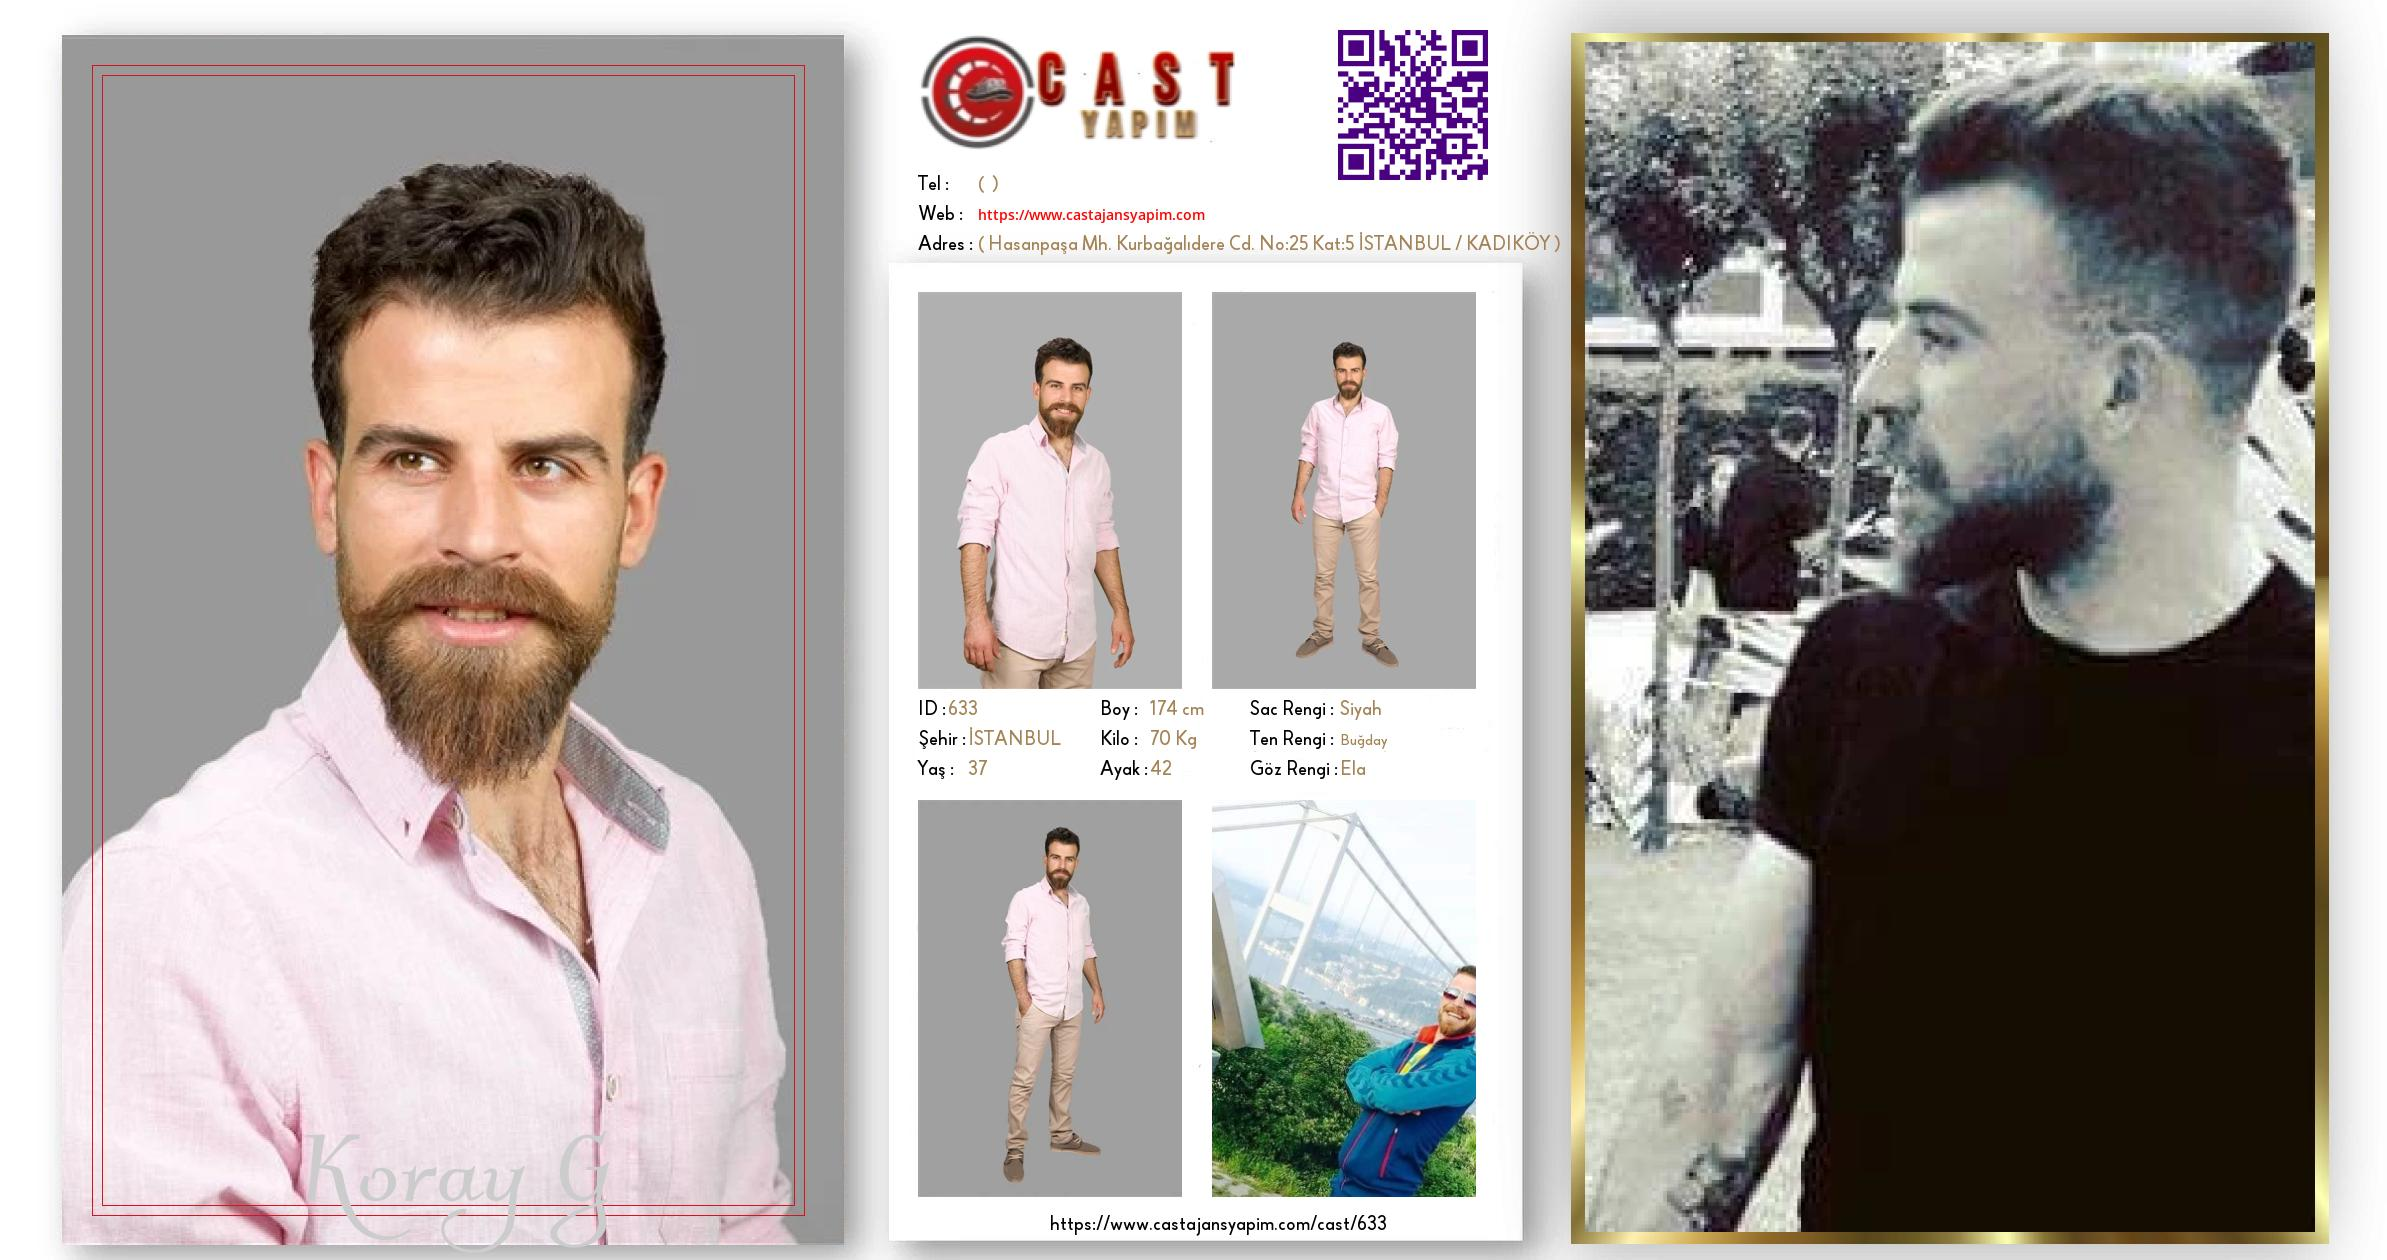 CAST
YAPIM
Tel : ( )
Web : https://www.castajansyapim.com
Adres : ( Hasanpaşa Mh. Kurbağalıdere Cd. No:25 Kat:5 İSTANBUL / KADIKÖY )
ID : 633 Boy : 174 cm Sac Rengi : Siyah
Şehir : İSTANBUL Kilo : 70 Kg Ten Rengi : Buğday
Yaş : 37 Ayak : 42 Göz Rengi : Ela
Koray G
https://www.castajansyapim.com/cast/633